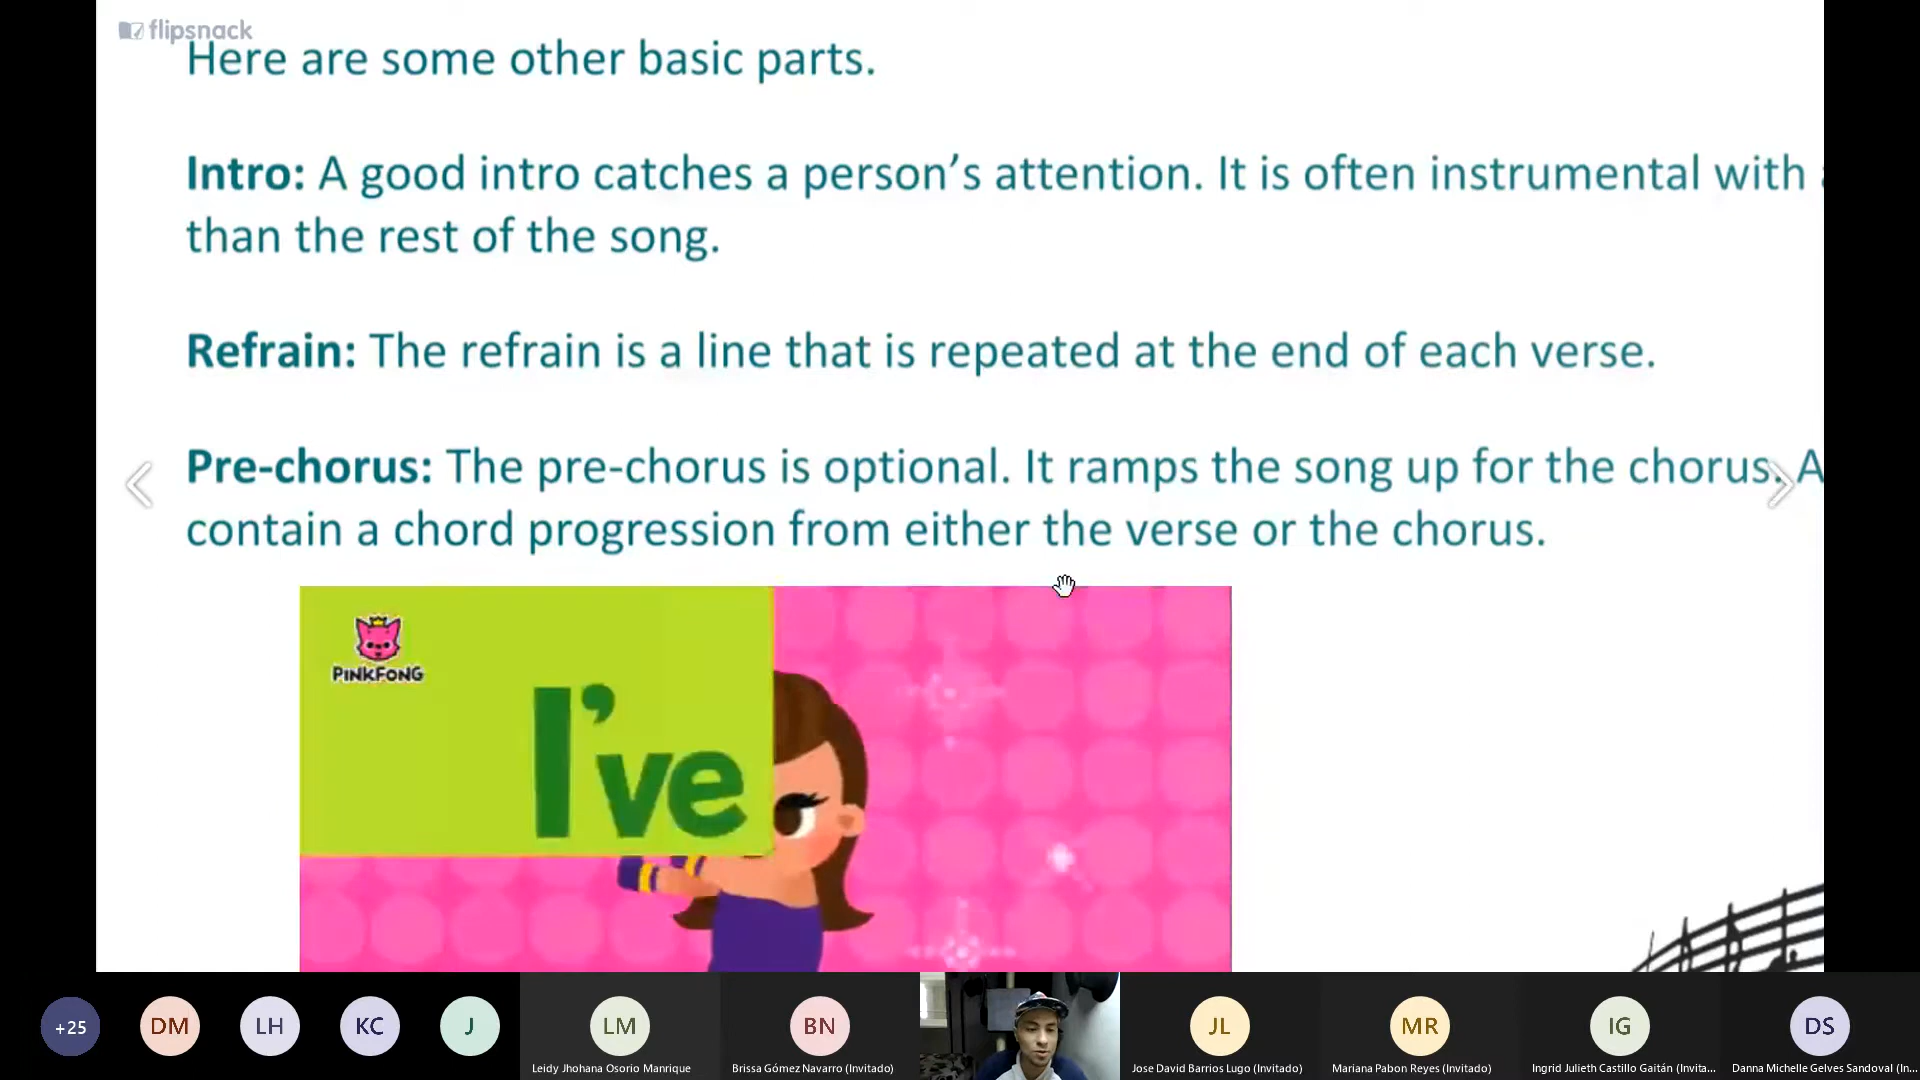 flipsnack
Here are some other basic parts.
Intro: A good intro catches a person's attention. It is often instrumental with
than the rest of the song.
Refrain: The refrain is a line that is repeated at the end of each verse.
Pre-chorus: The pre-chorus is optional. It ramps the song up for the chorus. A
contain a chord progression from either the verse or the chorus.
PINKFONG
I've
+25
DM
LH
KC
J
LM
BN
JL
MR
IG
DS
Leidy Jhohana Osorio Manrique
Brissa Gómez Navarro (Invitado)
Jose David Barrios Lugo (Invitado)
Mariana Pabon Reyes (Invitado)
Ingrid Julieth Castillo Gaitán (Invita...
Danna Michelle Gelves Sandoval (In...